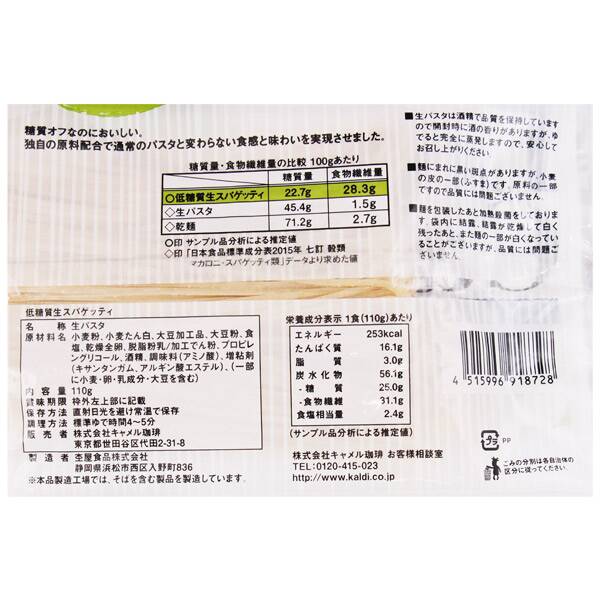 糖質オフなのにおいしい。
独自の原料配合で通常のパスタと変わらない食感と味わいを実現させました。
糖質量・食物繊維量の比較 100gあたり
糖質量 食物繊維量
○低糖質生スパゲッティ 22.7g 28.3g
◇生パスタ 45.4g 1.5g
◇乾麺 71.2g 2.7g
○印 サンプル品分析による推定値
◇印「日本食品標準成分表2015年 七訂 穀類
マカロニ・スパゲッティ類」データより求めた値
■生パスタは酒精で品質を保持しています
ので開封時に酒の香りがありますが、ゆ
でると完全に蒸発しますので、安心して
お召し上がりください。
■麺にまれに黒い斑点がありますが、小麦
の皮の一部(ふすま)です。原料の一部
ですので品質には問題ございません。
■麺を包装したあと加熱殺菌をしておりま
す。袋内に結露、結露が乾燥して白く
残ったあと、また麺の一部が白くなってい
ることがございますが、品質には問題ご
ざいません。
低糖質生スパゲッティ
名称 生パスタ
原材料名 小麦粉、小麦たん白、大豆加工品、大豆粉、食
塩、乾燥全卵、脱脂粉乳/加工でん粉、プロピレ
ングリコール、酒精、調味料(アミノ酸)、増粘剤
(キサンタンガム、アルギン酸エステル)、(一部
に小麦・卵・乳成分・大豆を含む)
内容量 110g
賞味期限 枠外左上部に記載
保存方法 直射日光を避け常温で保存
調理方法 標準ゆで時間4〜5分
販売者 株式会社キャメル珈琲
東京都世田谷区代田2-31-8
製造者 杢屋食品株式会社
静岡県浜松市西区入野町836
※本品製造工場では、そばを含む製品を製造しています。
栄養成分表示 1食(110g)あたり
エネルギー 253kcal
たんぱく質 16.1g
脂質 3.0g
炭水化物 56.1g
- 糖質 25.0g
- 食物繊維 31.1g
食塩相当量 2.4g
(サンプル品分析による推定値)
株式会社キャメル珈琲 お客様相談室
TEL:0120-415-023
http://www.kaldi.co.jp
4 515996 918728
プラ PP
ごみの分別は各自治体の
区分に従ってください。